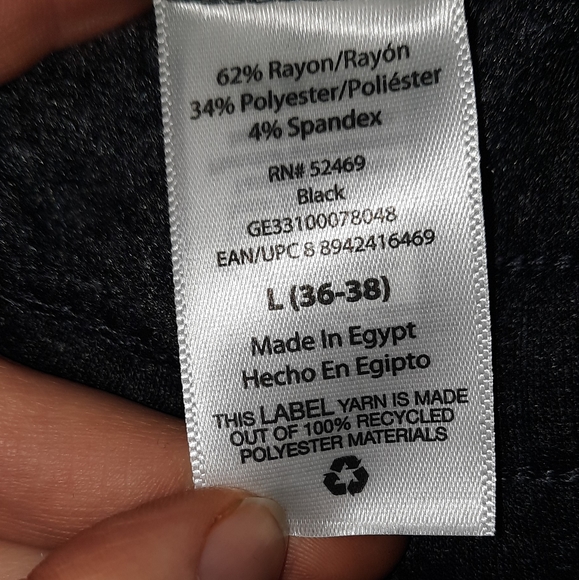 62% Rayon/Rayón
34% Polyester/Poliéster
4% Spandex
RN# 52469
Black
GE33100078048
EAN/UPC 8 8942416469
L (36-38)
Made In Egypt
Hecho En Egipto
THIS LABEL YARN IS MADE
OUT OF 100% RECYCLED
POLYESTER MATERIALS